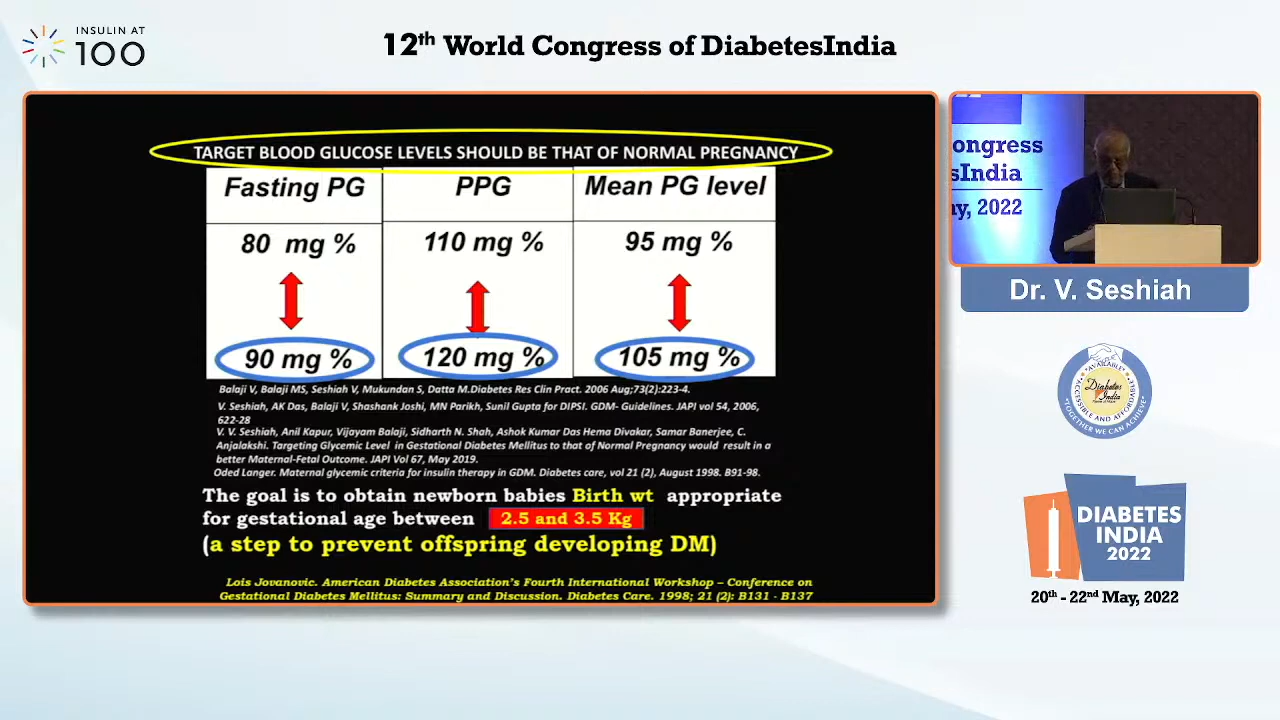 INSULIN AT
100
12th World Congress of DiabetesIndia
TARGET BLOOD GLUCOSE LEVELS SHOULD BE THAT OF NORMAL PREGNANCY
Fasting PG PPG Mean PG level
80 mg % 110 mg % 95 mg %
90 mg % 120 mg % 105 mg %
Balaji V, Balaji MS, Seshiah V, Mukundan S, Datta M.Diabetes Res Clin Pract. 2006 Aug;73(2):223-4.
V. Seshiah, AK Das, Balaji V, Shashank Joshi, MN Parikh, Sunil Gupta for DIPSI. GDM- Guidelines. JAPI vol 54, 2006,
622-28
V. V. Seshiah, Anil Kapur, Vijayam Balaji, Sidharth N. Shah, Ashok Kumar Das Hema Divakar, Samar Banerjee, C.
Anjalakshi. Targeting Glycemic Level in Gestational Diabetes Mellitus to that of Normal Pregnancy would result in a
better Maternal-Fetal Outcome. JAPI Vol 67, May 2019.
Oded Langer. Maternal glycemic criteria for insulin therapy in GDM. Diabetes care, vol 21 (2), August 1998. B91-98.
The goal is to obtain newborn babies Birth wt appropriate
for gestational age between 2.5 and 3.5 Kg
(a step to prevent offspring developing DM)
Lois Jovanovic. American Diabetes Association's Fourth International Workshop – Conference on
Gestational Diabetes Mellitus: Summary and Discussion. Diabetes Care. 1998; 21 (2): B131 - B137
ongress
sIndia
ay, 2022
Dr. V. Seshiah
AVAILABLE
ACCESSIBLE AND AFFORDABLE
Diabetes
India
TOGETHER WE CAN ACHIEVE
DIABETES
INDIA
2022
20th - 22nd May, 2022